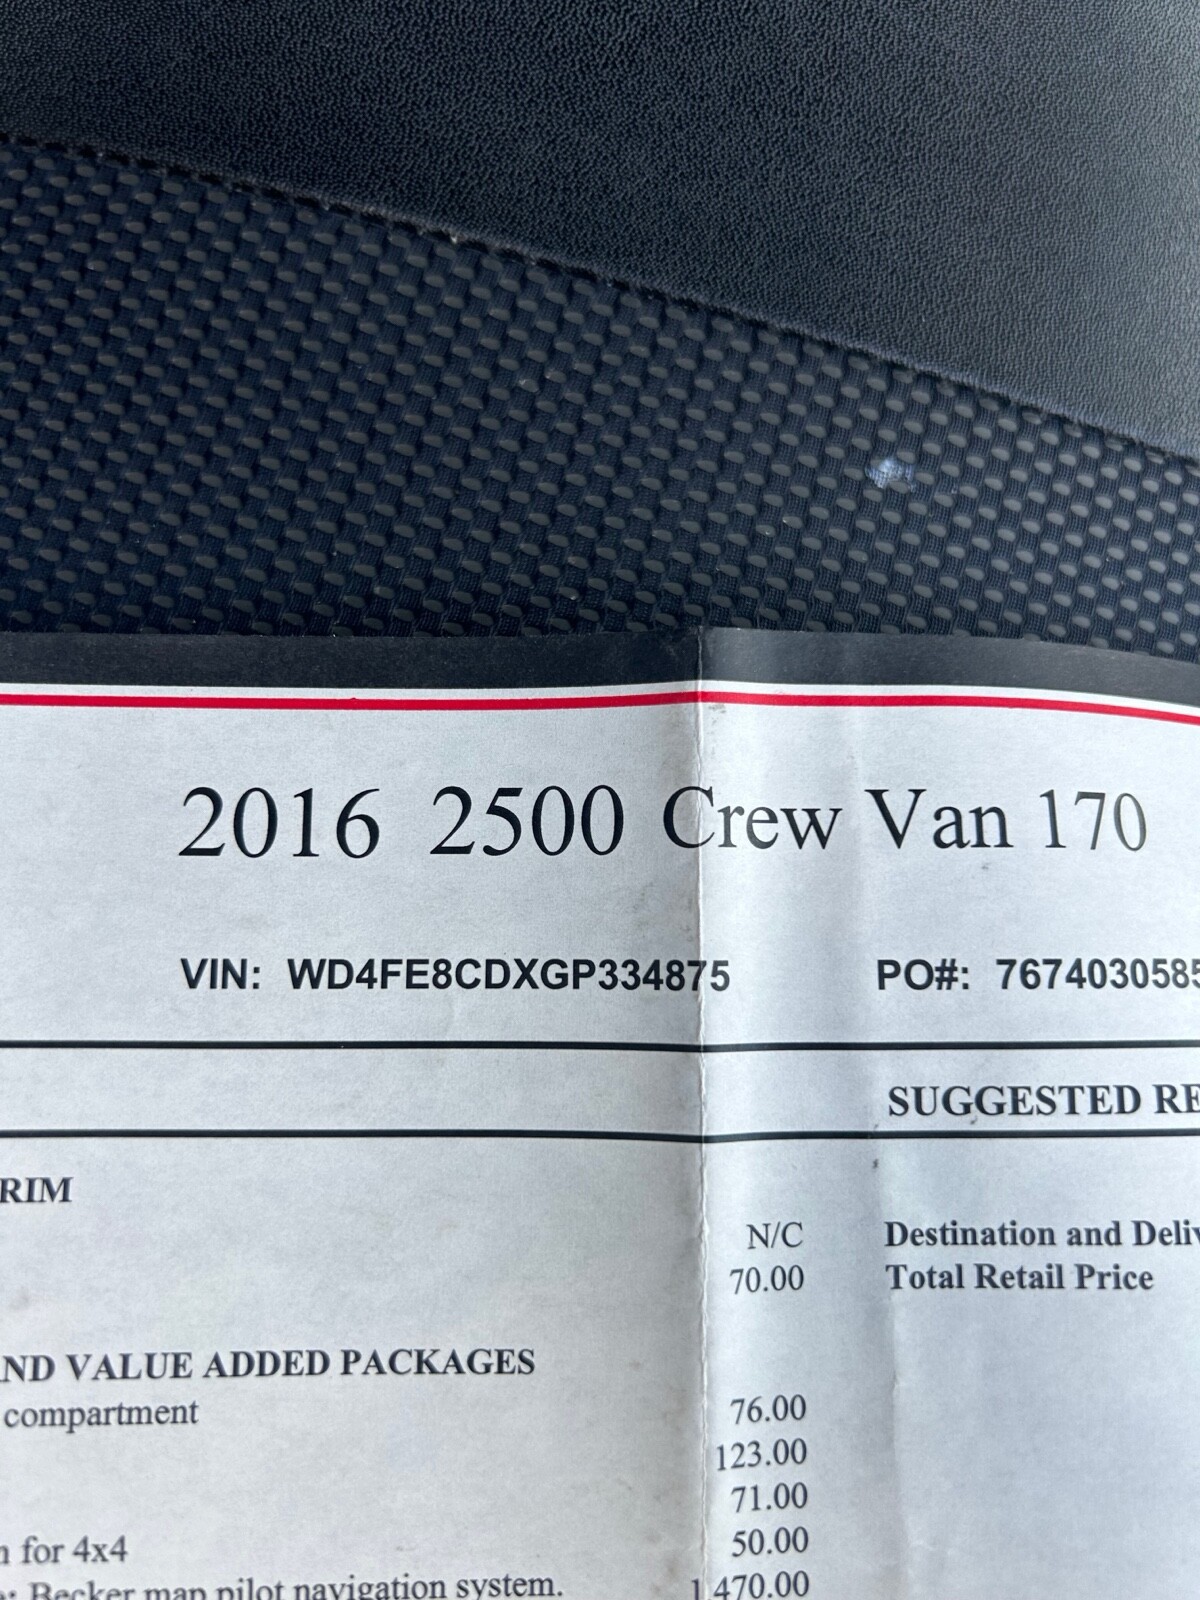 2016 2500 Crew Van 170
VIN: WD4FE8CDXGP334875 PO#: 7674030585
SUGGESTED RE
RIM
N/C Destination and Deliv
70.00 Total Retail Price
ND VALUE ADDED PACKAGES
compartment 76.00
123.00
71.00
n for 4x4 50.00
: Becker map pilot navigation system. 1,470.00